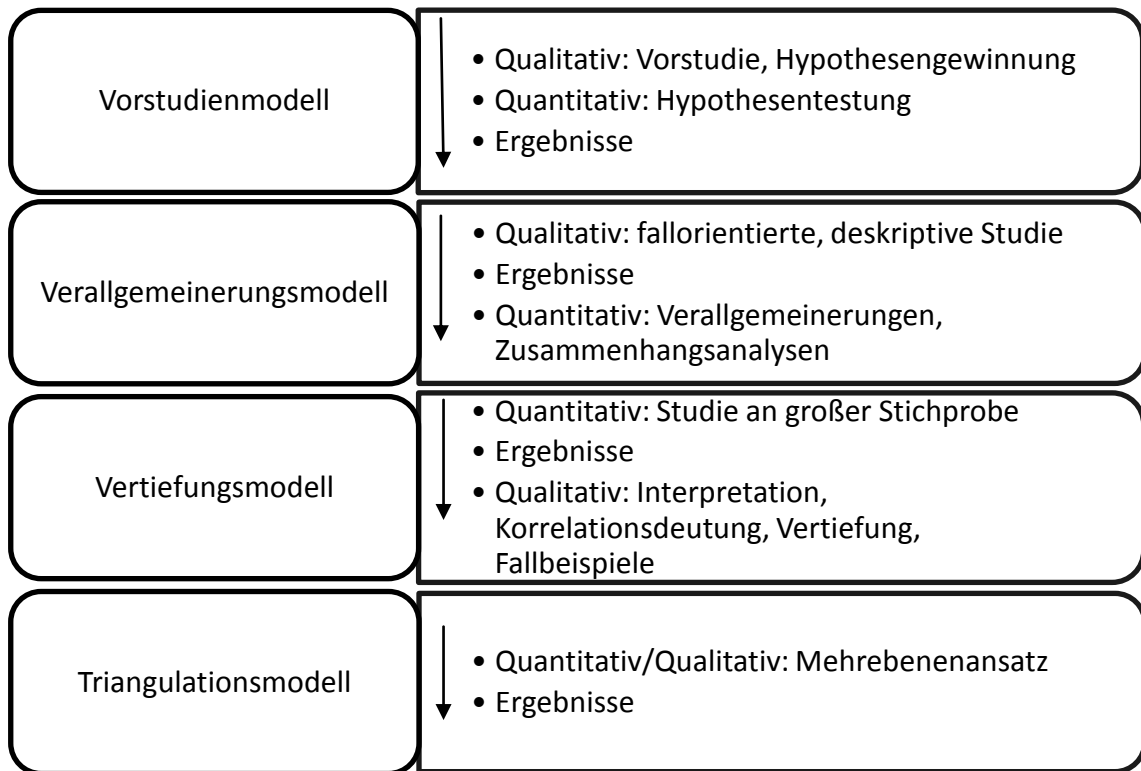 Vorstudienmodell
• Qualitativ: Vorstudie, Hypothesengewinnung
• Quantitativ: Hypothesentestung
• Ergebnisse
Verallgemeinerungsmodell
• Qualitativ: fallorientierte, deskriptive Studie
• Ergebnisse
• Quantitativ: Verallgemeinerungen,
Zusammenhangsanalysen
Vertiefungsmodell
• Quantitativ: Studie an großer Stichprobe
• Ergebnisse
• Qualitativ: Interpretation,
Korrelationsdeutung, Vertiefung,
Fallbeispiele
Triangulationsmodell
• Quantitativ/Qualitativ: Mehrebenenansatz
• Ergebnisse